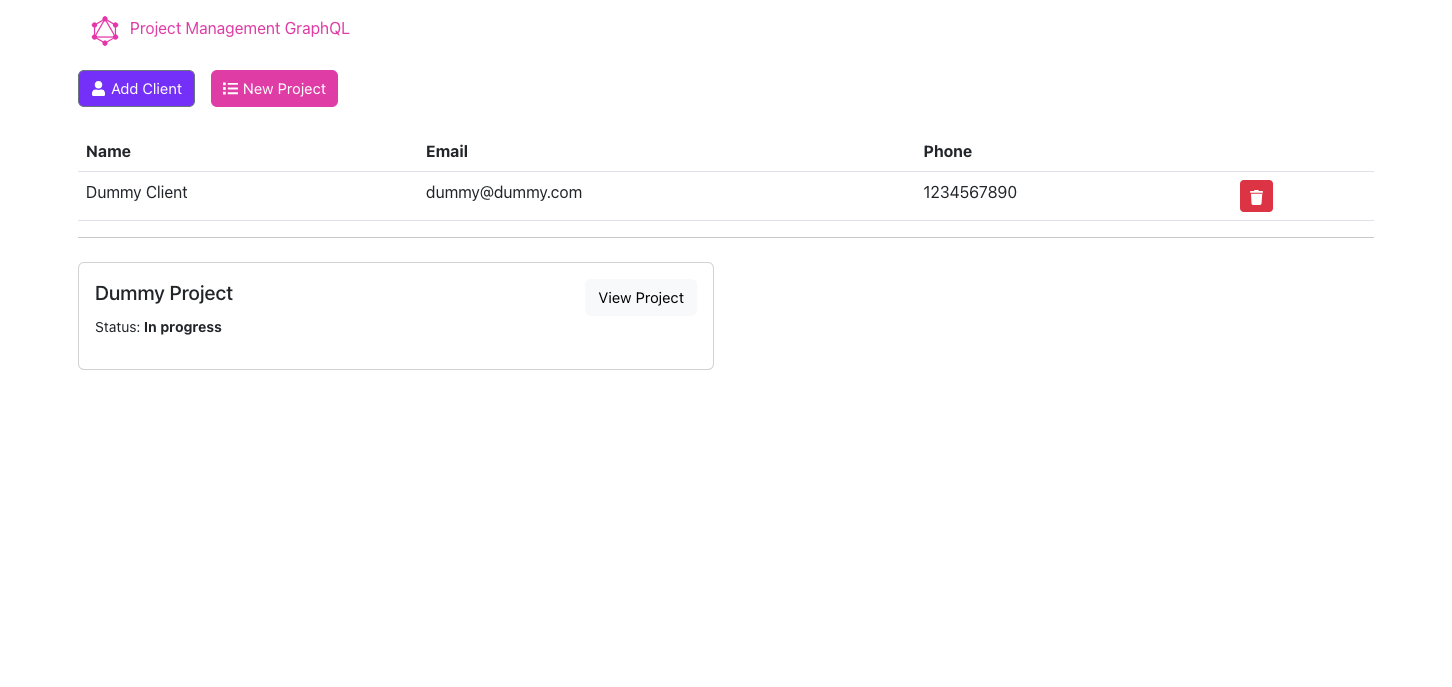 Project Management GraphQL
Add Client New Project
Name Email Phone
Dummy Client dummy@dummy.com 1234567890
Dummy Project View Project
Status: In progress